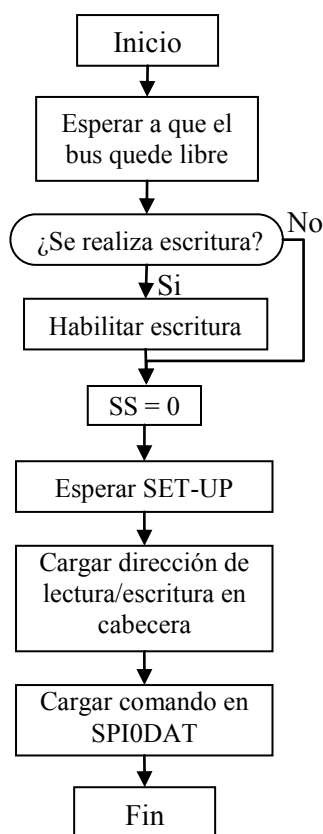 Inicio
Esperar a que el
bus quede libre
¿Se realiza escritura?
No
Si
Habilitar escritura
SS = 0
Esperar SET-UP
Cargar dirección de
lectura/escritura en
cabecera
Cargar comando en
SPI0DAT
Fin